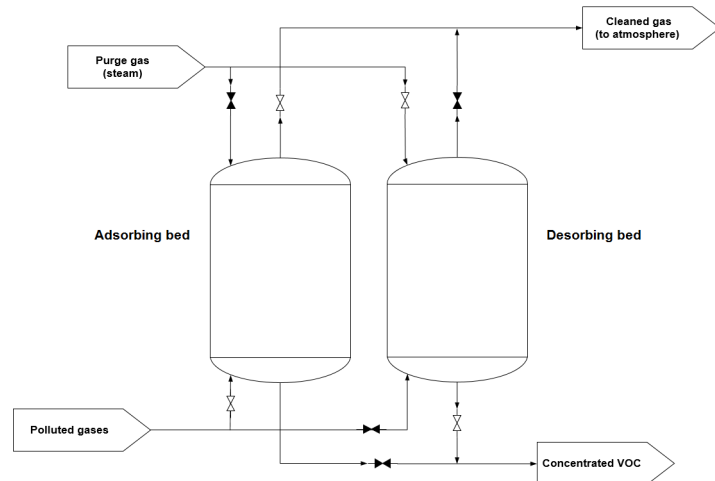 Cleaned gas
(to atmosphere)
Purge gas
(steam)
Adsorbing bed
Desorbing bed
Polluted gases
Concentrated VOC